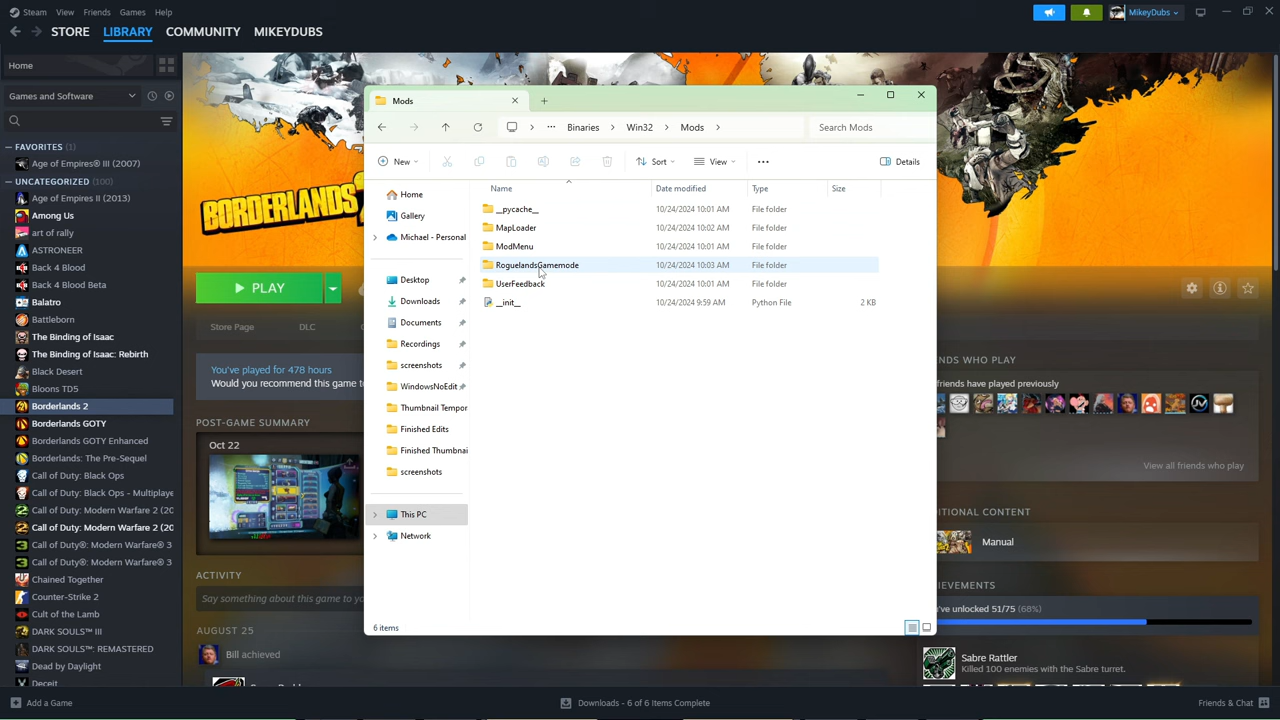 Steam View Friends Games Help MikeyDubs
STORE LIBRARY COMMUNITY MIKEYDUBS
Home
Games and Software
FAVORITES (1)
Age of Empires® III (2007)
UNCATEGORIZED (100)
Age of Empires II (2013)
Among Us
art of rally
ASTRONEER
Back 4 Blood
Back 4 Blood Beta
Balatro
Battleborn
The Binding of Isaac
The Binding of Isaac: Rebirth
Black Desert
Bloons TD5
Borderlands 2
Borderlands GOTY
Borderlands GOTY Enhanced
Borderlands: The Pre-Sequel
Call of Duty: Black Ops
Call of Duty: Black Ops - Multiplaye
Call of Duty: Modern Warfare 2 (20
Call of Duty: Modern Warfare 2 (20
Call of Duty®: Modern Warfare® 3
Call of Duty®: Modern Warfare® 3
Chained Together
Counter-Strike 2
Cult of the Lamb
DARK SOULS™ III
DARK SOULS™: REMASTERED
Dead by Daylight
Deceit
BORDERLANDS 2
PLAY
Store Page DLC
You've played for 478 hours
Would you recommend this game to
POST-GAME SUMMARY
Oct 22
ACTIVITY
Say something about this game to yo
AUGUST 25
Bill achieved
Mods
Binaries Win32 Mods Search Mods
New Sort View Details
Home
Gallery
Michael - Personal
Desktop
Downloads
Documents
Recordings
screenshots
WindowsNoEdit
Thumbnail Tempor
Finished Edits
Finished Thumbnai
screenshots
This PC
Network
Name Date modified Type Size
__pycache__ 10/24/2024 10:01 AM File folder
MapLoader 10/24/2024 10:02 AM File folder
ModMenu 10/24/2024 10:01 AM File folder
RoguelandsGamemode 10/24/2024 10:03 AM File folder
UserFeedback 10/24/2024 10:01 AM File folder
__init__ 10/24/2024 9:59 AM Python File 2 KB
6 items
NDS WHO PLAY
friends have played previously
View all friends who play
DITIONAL CONTENT
Manual
IEVEMENTS
've unlocked 51/75 (68%)
Sabre Rattler
Killed 100 enemies with the Sabre turret.
Add a Game Downloads - 6 of 6 Items Complete Friends & Chat